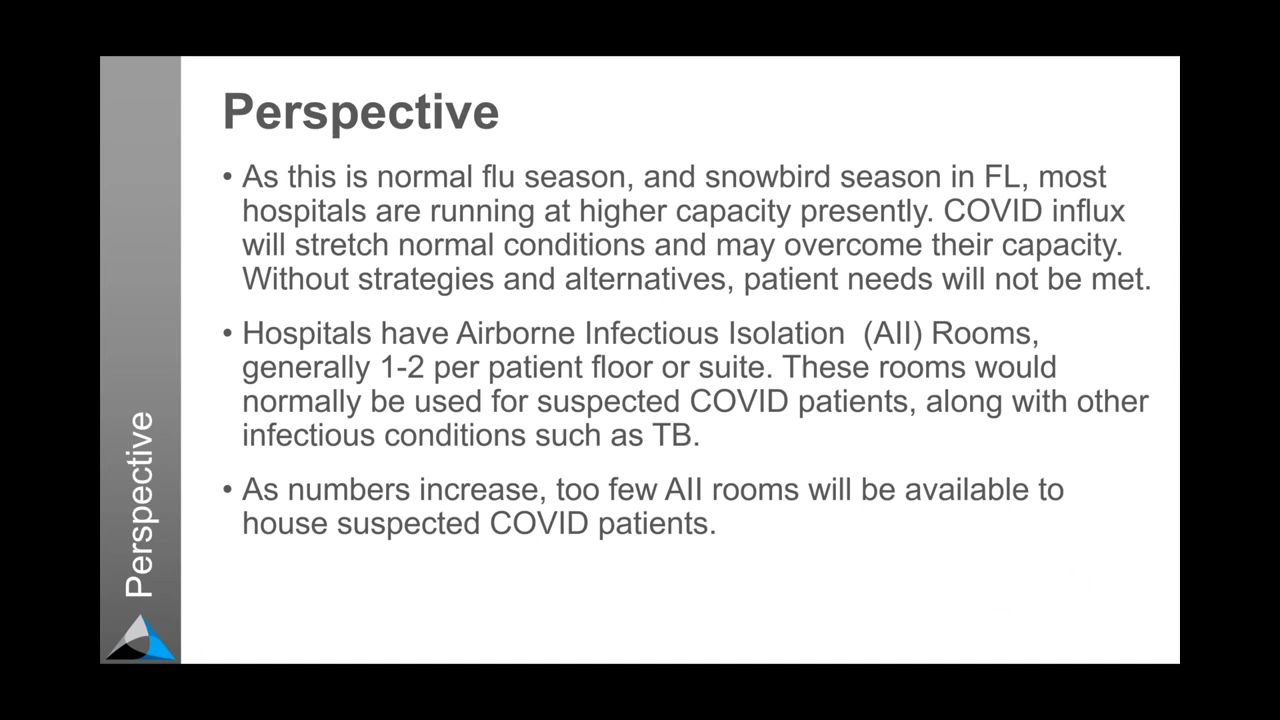 Perspective
• As this is normal flu season, and snowbird season in FL, most
hospitals are running at higher capacity presently. COVID influx
will stretch normal conditions and may overcome their capacity.
Without strategies and alternatives, patient needs will not be met.
• Hospitals have Airborne Infectious Isolation  (AII) Rooms,
generally 1-2 per patient floor or suite. These rooms would
normally be used for suspected COVID patients, along with other
infectious conditions such as TB.
• As numbers increase, too few AII rooms will be available to
house suspected COVID patients.
Perspective